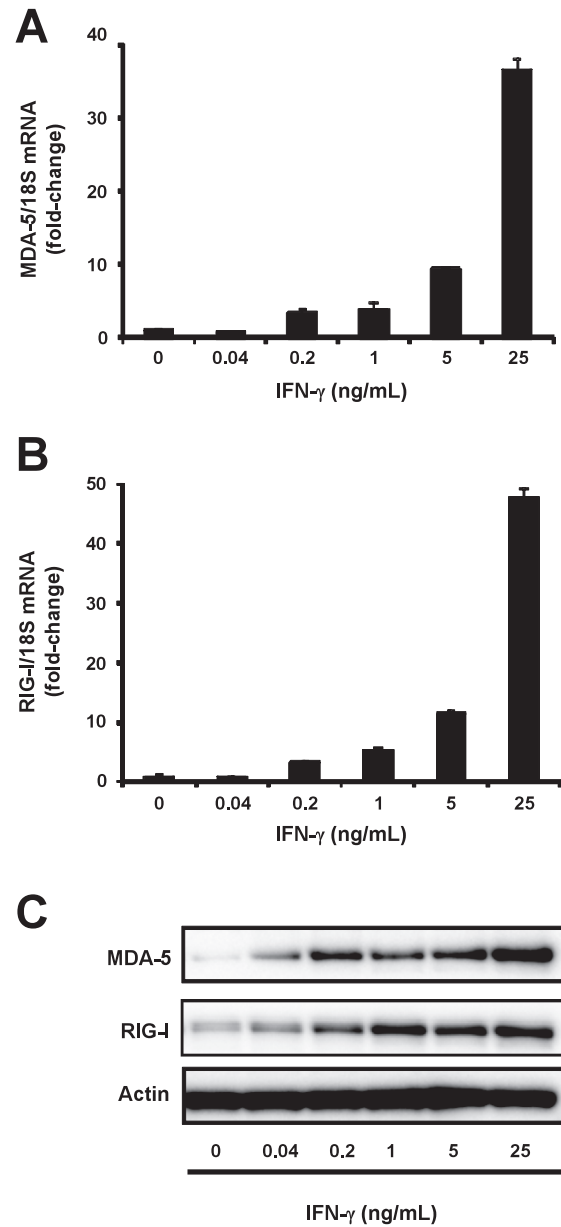 A
MDA-5/18S mRNA
(fold-change)
40
30
20
10
0
0 0.04 0.2 1 5 25
IFN-γ (ng/mL)
B
RIG-I/18S mRNA
(fold-change)
50
40
30
20
10
0
0 0.04 0.2 1 5 25
IFN-γ (ng/mL)
C
MDA-5
RIG-I
Actin
0 0.04 0.2 1 5 25
IFN-γ (ng/mL)